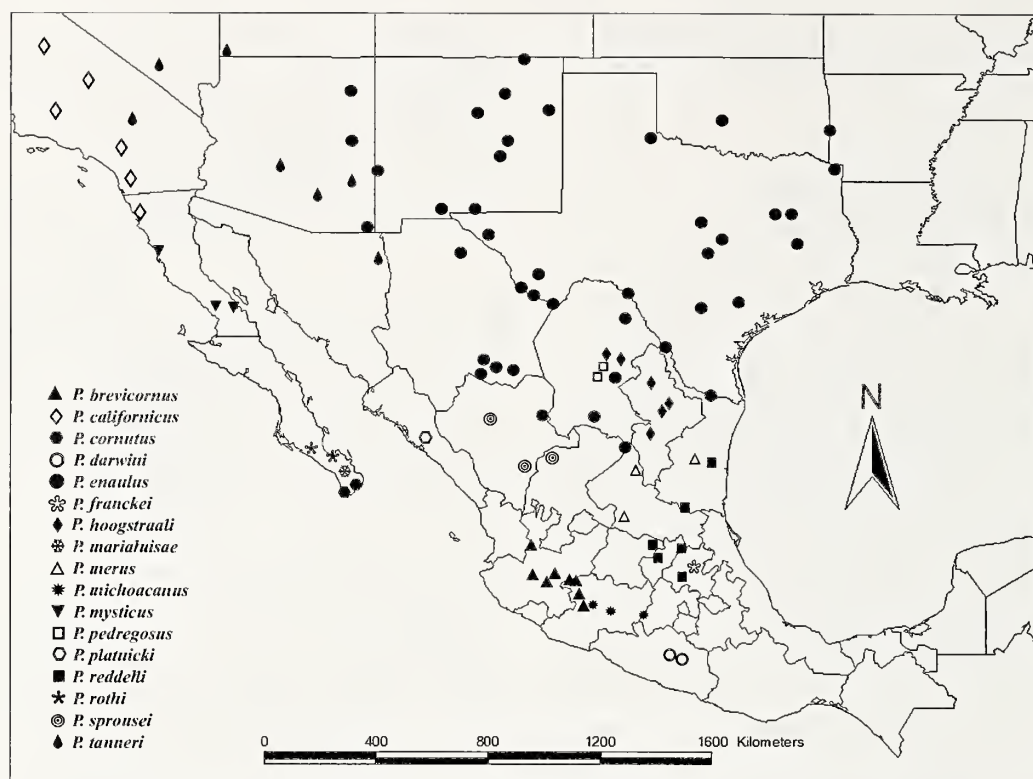 P. brevicornus
P. californicus
P. cornutus
P. darwini
P. enaulus
P. franckei
P. hoogstraali
P. marialuisae
P. merus
P. michoacanus
P. mysticus
P. pedregosus
P. platnicki
P. reddelli
P. rothi
P. sprousei
P. tanneri
N
0 400 800 1200 1600 Kilometers